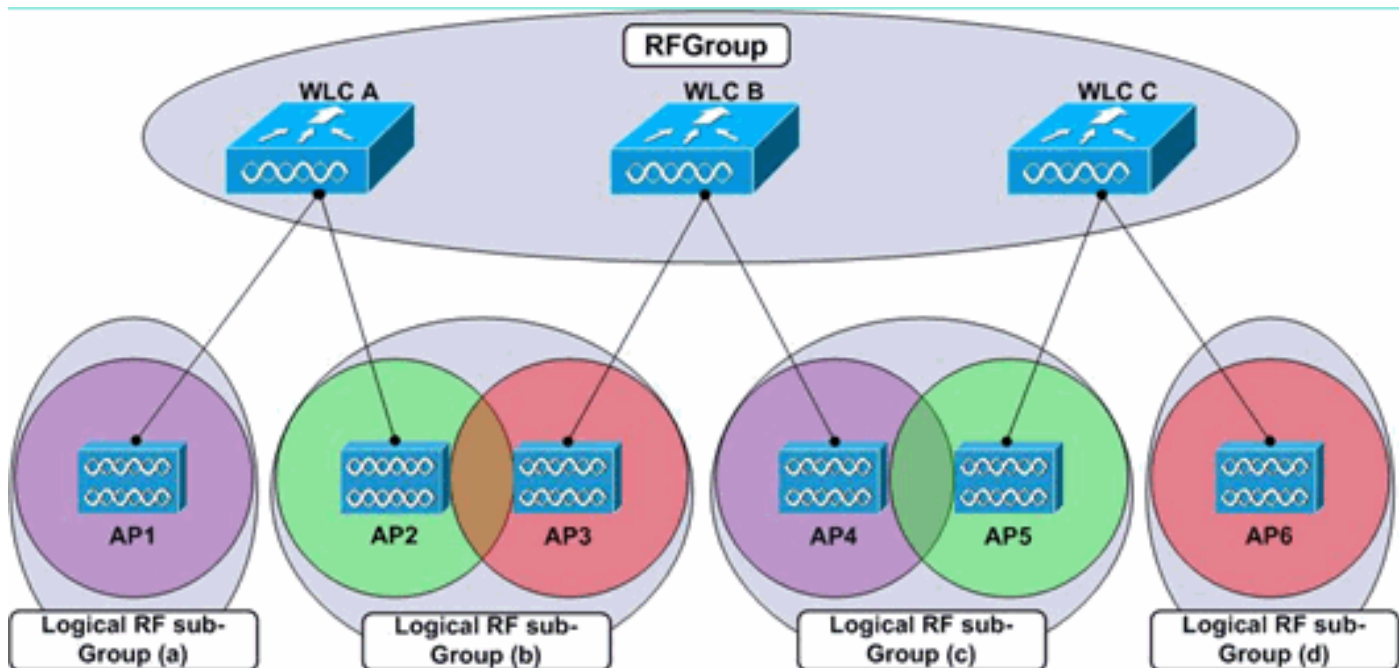 RFGroup
WLC A
WLC B
WLC C
AP1
AP2
AP3
AP4
AP5
AP6
Logical RF sub-
Group (a)
Logical RF sub-
Group (b)
Logical RF sub-
Group (c)
Logical RF sub-
Group (d)